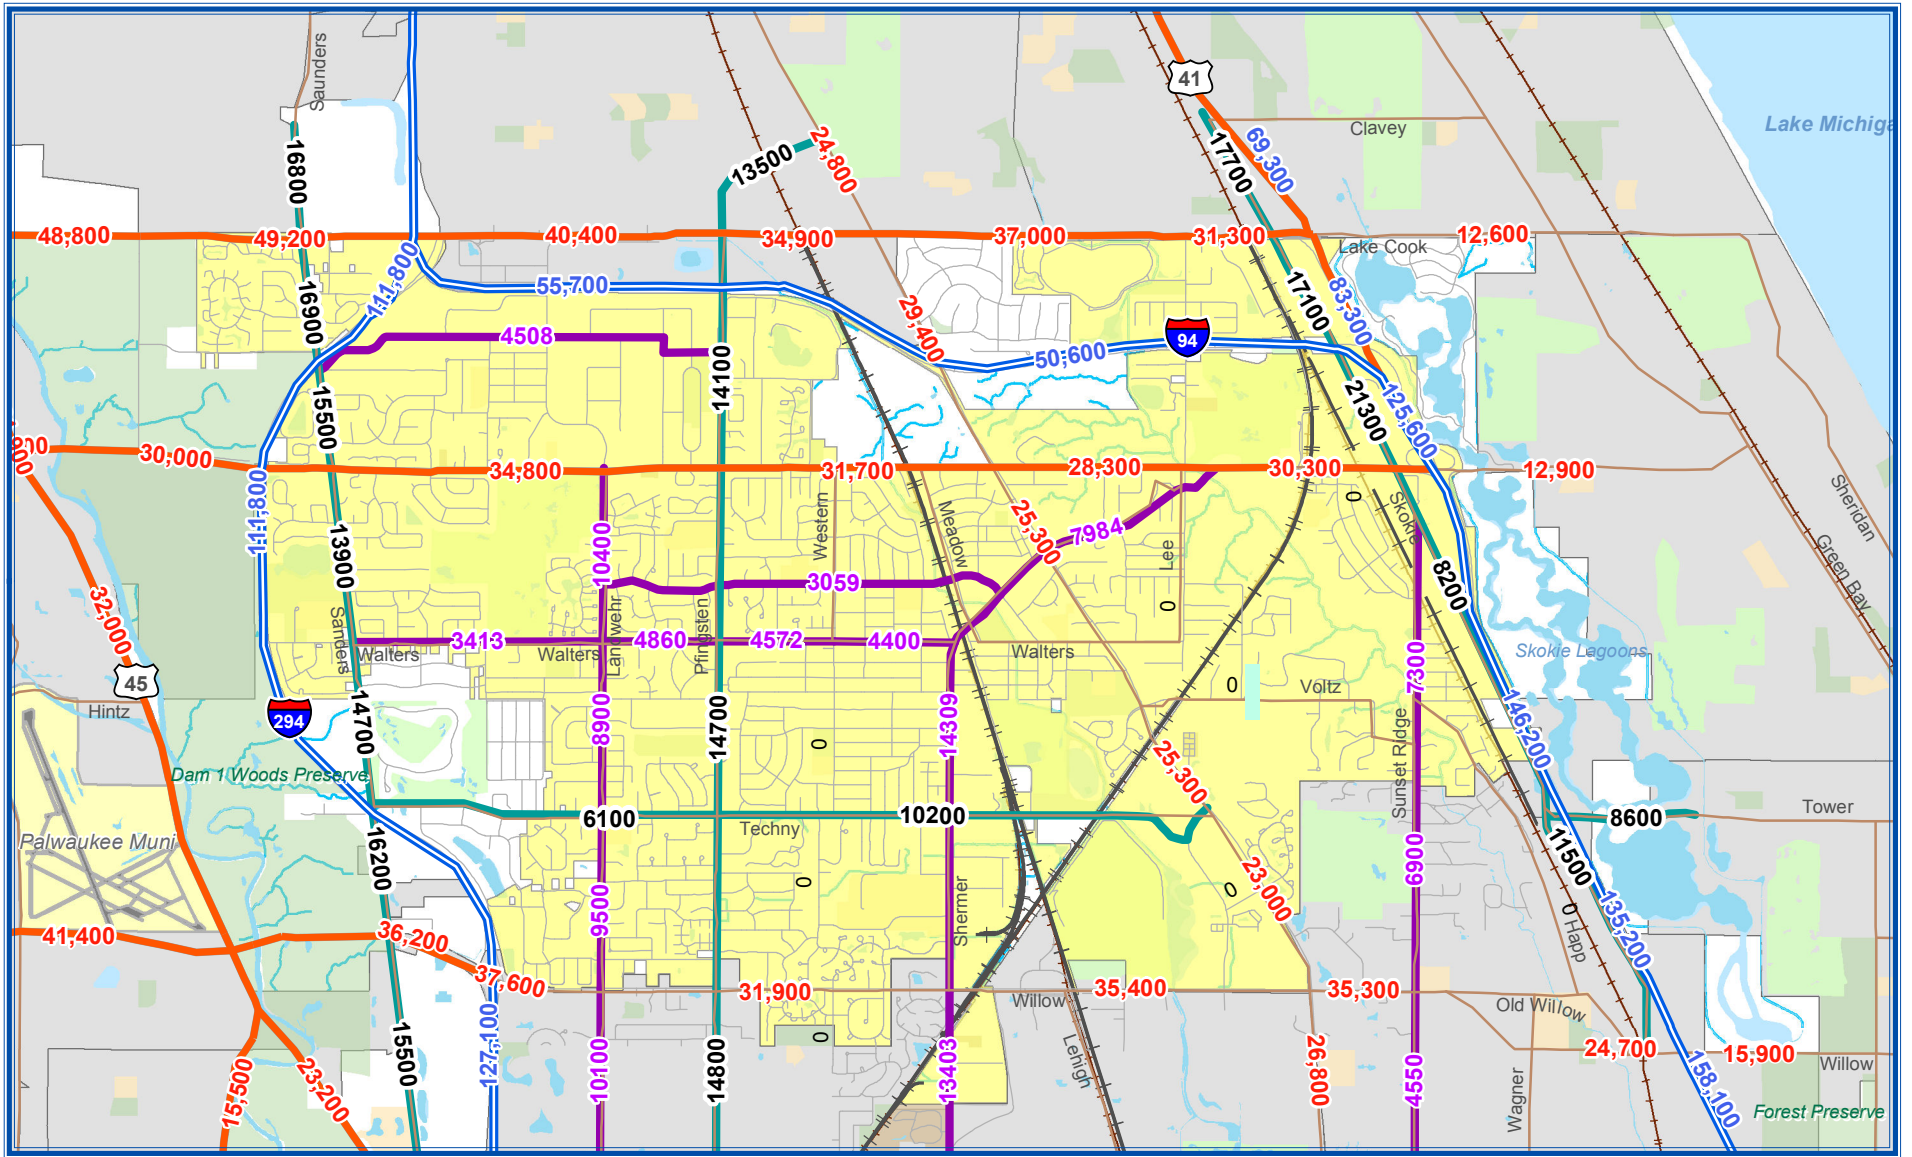 Saunders
41
Clavey
Lake Michiga
16800
13500
24,800
17700
69,300
48,800
49,200
40,400
34,900
37,000
31,300
12,600
Lake Cook
111,800
55,700
16900
17100
83,300
29,400
4508
94
50,600
14100
15500
21300
125,600
30,000
34,800
31,700
28,300
30,300
12,900
111,800
Western
Meadow
25,300
7984
Lee
0
Skokie
Sheridan
Green Bay
13900
10400
3059
8200
32,000
0
Sanders
Landwehr
Pfingsten
3413
4860
4572
4400
Walters
Walters
Walters
Skokie Lagoons
7300
45
Hintz
294
14700
8900
14700
14309
0
Voltz
0
25,300
Sunset Ridge
146,200
Dam 1 Woods Preserve
Palwaukee Muni
6100
Techny
10200
8600
Tower
16200
11500
6900
0
0
23,000
9500
Shermer
0
Happ
135,200
41,400
36,200
37,600
31,900
Willow
35,400
35,300
Old Willow
127,100
15500
10100
14800
0
13403
Lehigh
26,800
4550
Wagner
24,700
15,900
Willow
158,100
15,500
23,200
Forest Preserve